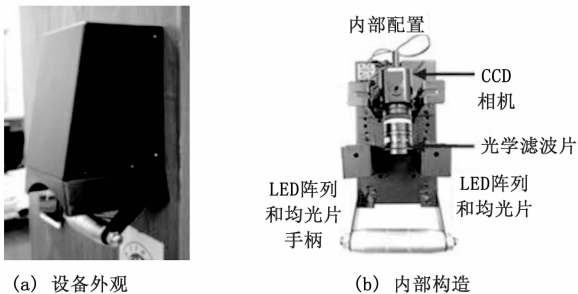 内部配置
CCD
相机
光学滤波片
LED阵列
和均光片
手柄
LED阵列
和均光片
(a) 设备外观
(b) 内部构造